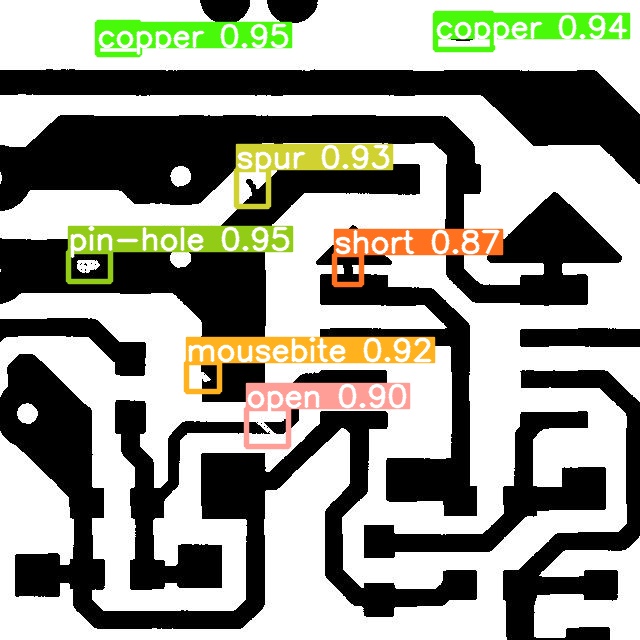 copper 0.95
copper 0.94
spur 0.93
pin-hole 0.95
short 0.87
mousebite 0.92
open 0.90